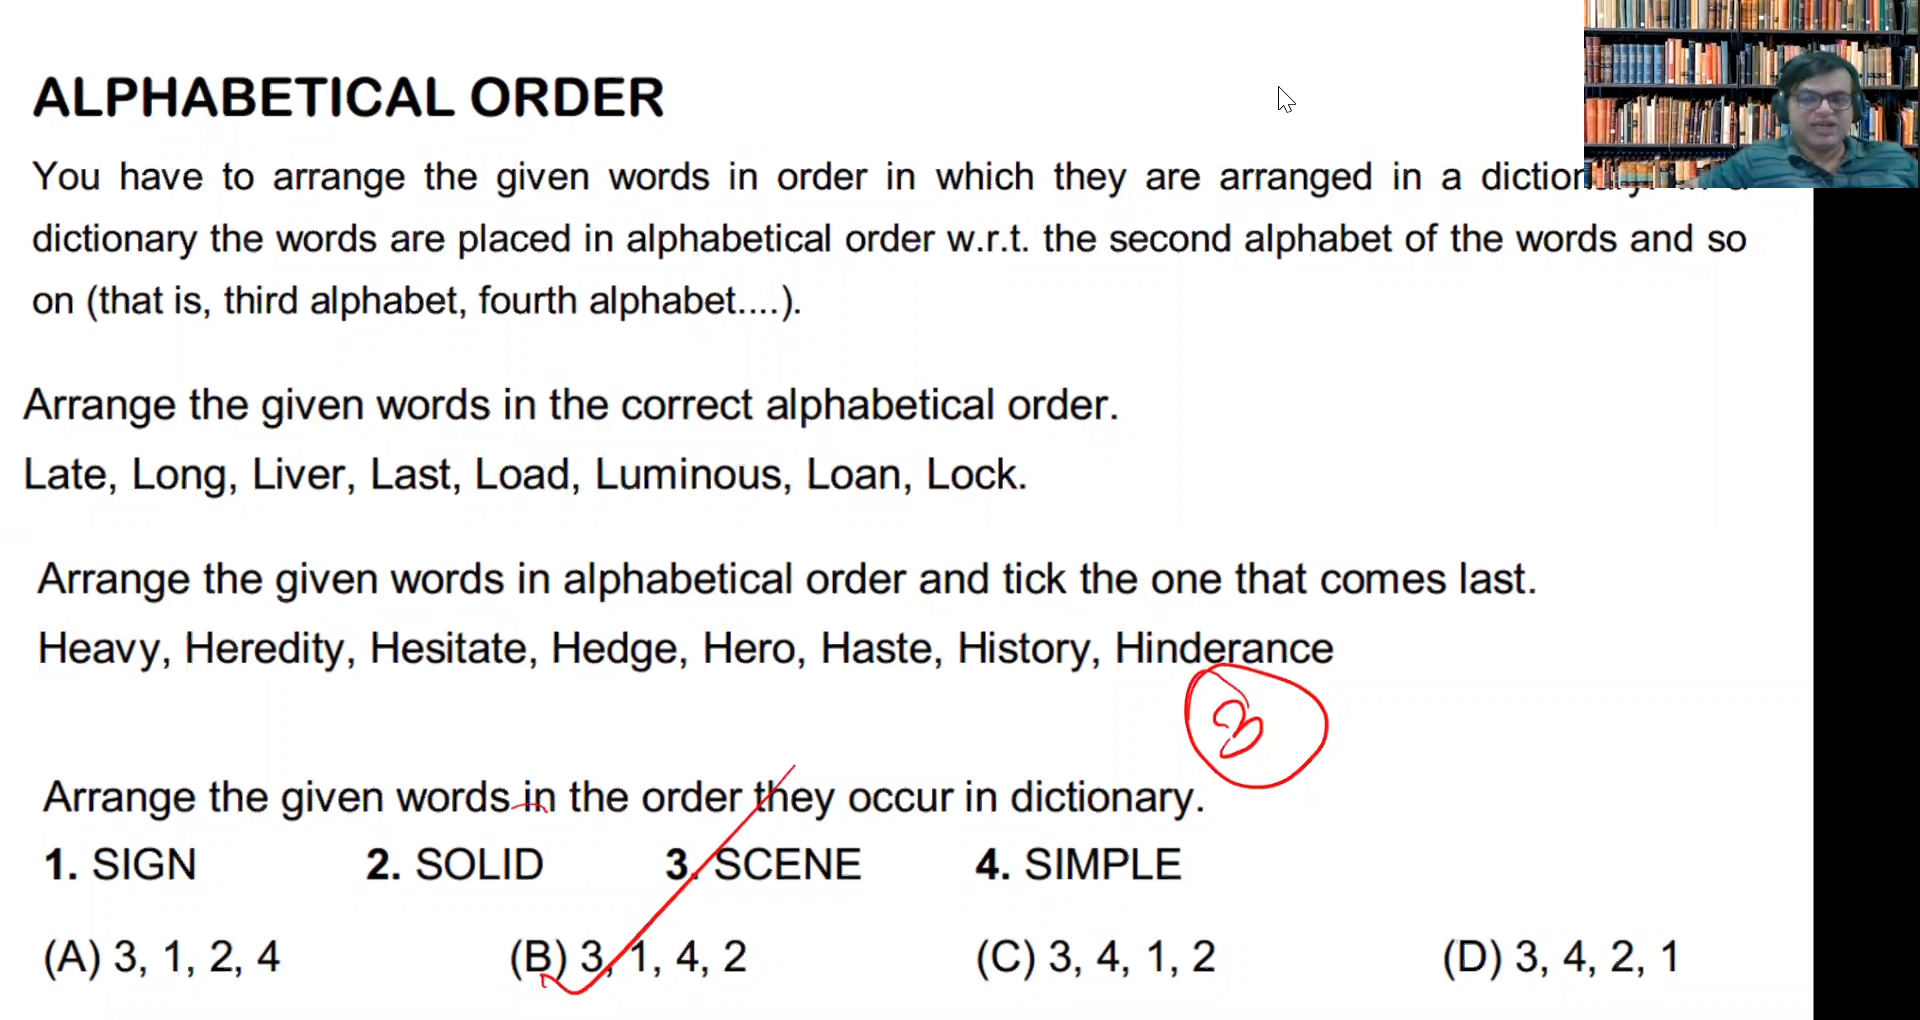 ALPHABETICAL ORDER
You have to arrange the given words in order in which they are arranged in a
dictionary the words are placed in alphabetical order w.r.t. the second alphabet of the words and so
on (that is, third alphabet, fourth alphabet....).
Arrange the given words in the correct alphabetical order.
Late, Long, Liver, Last, Load, Luminous, Loan, Lock.
Arrange the given words in alphabetical order and tick the one that comes last.
Heavy, Heredity, Hesitate, Hedge, Hero, Haste, History, Hinderance
3
Arrange the given words in the order they occur in dictionary.
1. SIGN 2. SOLID 3. SCENE 4. SIMPLE
(A) 3, 1, 2, 4 (B) 3, 1, 4, 2 (C) 3, 4, 1, 2 (D) 3, 4, 2, 1